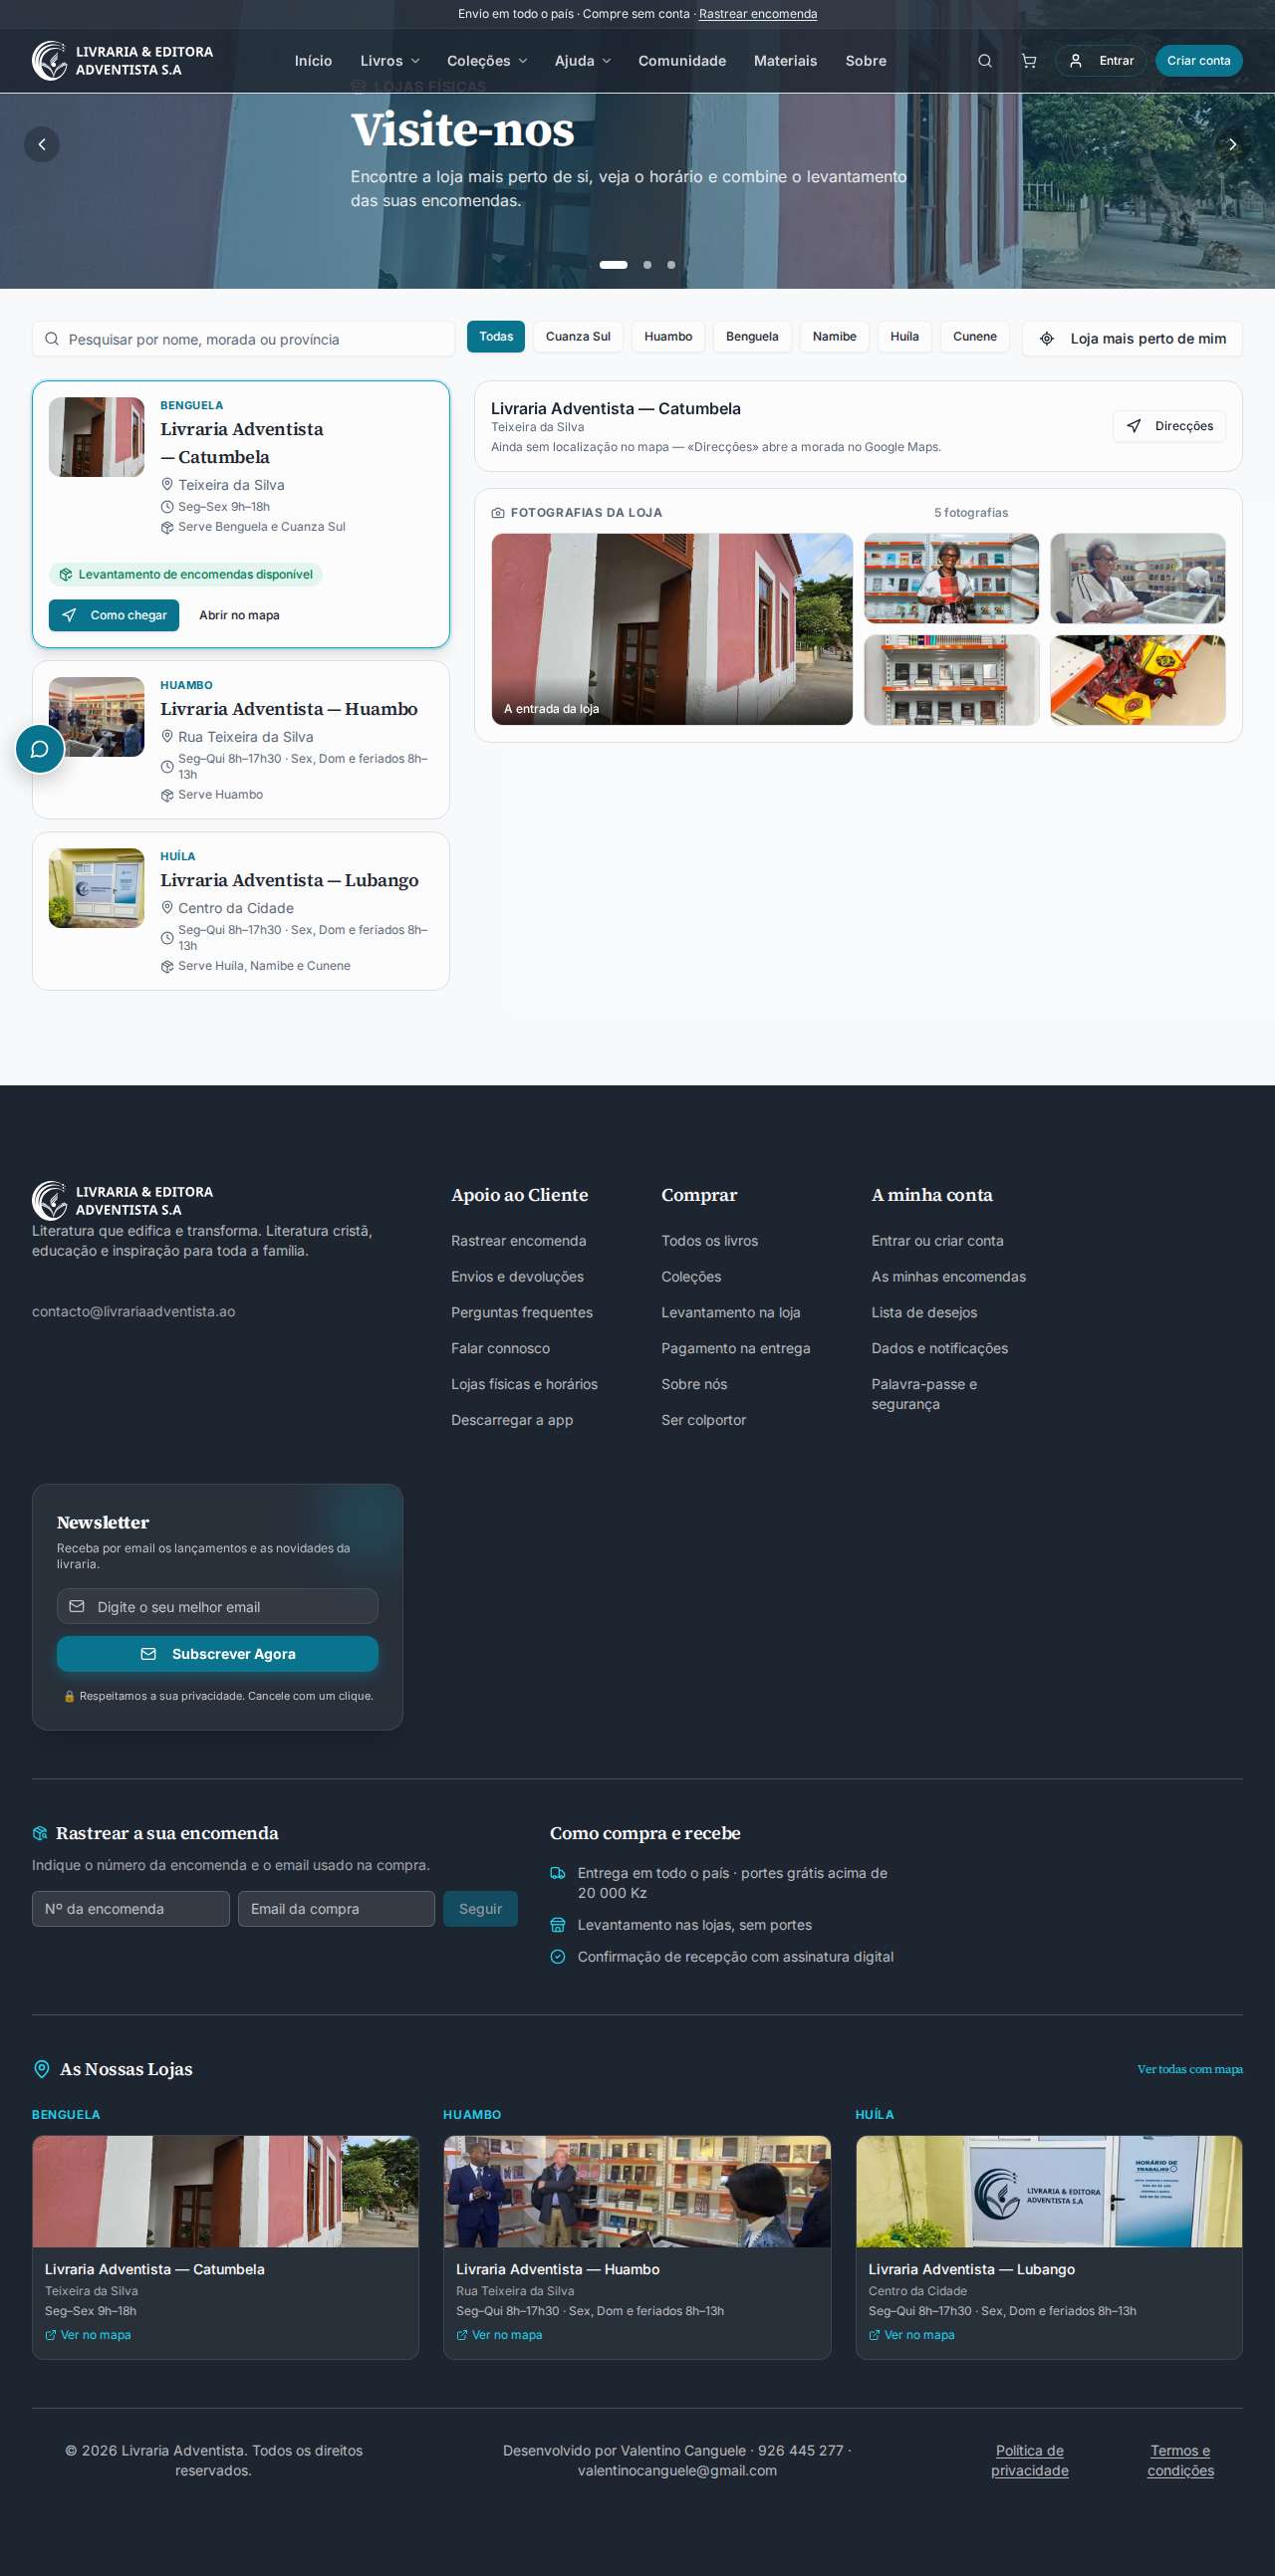 Envio em todo o país · Compre sem conta · Rastrear encomenda
LIVRARIA & EDITORA
ADVENTISTA S.A
Início
Livros
Coleções
Ajuda
Comunidade
Materiais
Sobre
Entrar
Criar conta
LOJAS FÍSICAS
Visite-nos
Encontre a loja mais perto de si, veja o horário e combine o levantamento
das suas encomendas.
Pesquisar por nome, morada ou província
Todas
Cuanza Sul
Huambo
Benguela
Namibe
Huíla
Cunene
Loja mais perto de mim
BENGUELA
Livraria Adventista
— Catumbela
Teixeira da Silva
Seg–Sex 9h–18h
Serve Benguela e Cuanza Sul
Levantamento de encomendas disponível
Como chegar
Abrir no mapa
Livraria Adventista — Catumbela
Teixeira da Silva
Ainda sem localização no mapa — «Direcções» abre a morada no Google Maps.
Direcções
FOTOGRAFIAS DA LOJA
5 fotografias
A entrada da loja
HUAMBO
Livraria Adventista — Huambo
Rua Teixeira da Silva
Seg–Qui 8h–17h30 · Sex, Dom e feriados 8h–
13h
Serve Huambo
HUÍLA
Livraria Adventista — Lubango
Centro da Cidade
Seg–Qui 8h–17h30 · Sex, Dom e feriados 8h–
13h
Serve Huíla, Namibe e Cunene
LIVRARIA & EDITORA
ADVENTISTA S.A
Literatura que edifica e transforma. Literatura cristã,
educação e inspiração para toda a família.
contacto@livrariaadventista.ao
Apoio ao Cliente
Rastrear encomenda
Envios e devoluções
Perguntas frequentes
Falar connosco
Lojas físicas e horários
Descarregar a app
Comprar
Todos os livros
Coleções
Levantamento na loja
Pagamento na entrega
Sobre nós
Ser colportor
A minha conta
Entrar ou criar conta
As minhas encomendas
Lista de desejos
Dados e notificações
Palavra-passe e
segurança
Newsletter
Receba por email os lançamentos e as novidades da
livraria.
Digite o seu melhor email
Subscrever Agora
Respeitamos a sua privacidade. Cancele com um clique.
Rastrear a sua encomenda
Indique o número da encomenda e o email usado na compra.
Nº da encomenda
Email da compra
Seguir
Como compra e recebe
Entrega em todo o país · portes grátis acima de
20 000 Kz
Levantamento nas lojas, sem portes
Confirmação de recepção com assinatura digital
As Nossas Lojas
Ver todas com mapa
BENGUELA
Livraria Adventista — Catumbela
Teixeira da Silva
Seg–Sex 9h–18h
Ver no mapa
HUAMBO
Livraria Adventista — Huambo
Rua Teixeira da Silva
Seg–Qui 8h–17h30 · Sex, Dom e feriados 8h–13h
Ver no mapa
HUÍLA
LIVRARIA & EDITORA
ADVENTISTA S.A
HORÁRIO DE
TRABALHO
Livraria Adventista — Lubango
Centro da Cidade
Seg–Qui 8h–17h30 · Sex, Dom e feriados 8h–13h
Ver no mapa
© 2026 Livraria Adventista. Todos os direitos
reservados.
Desenvolvido por Valentino Canguele · 926 445 277 ·
valentinocanguele@gmail.com
Política de
privacidade
Termos e
condições